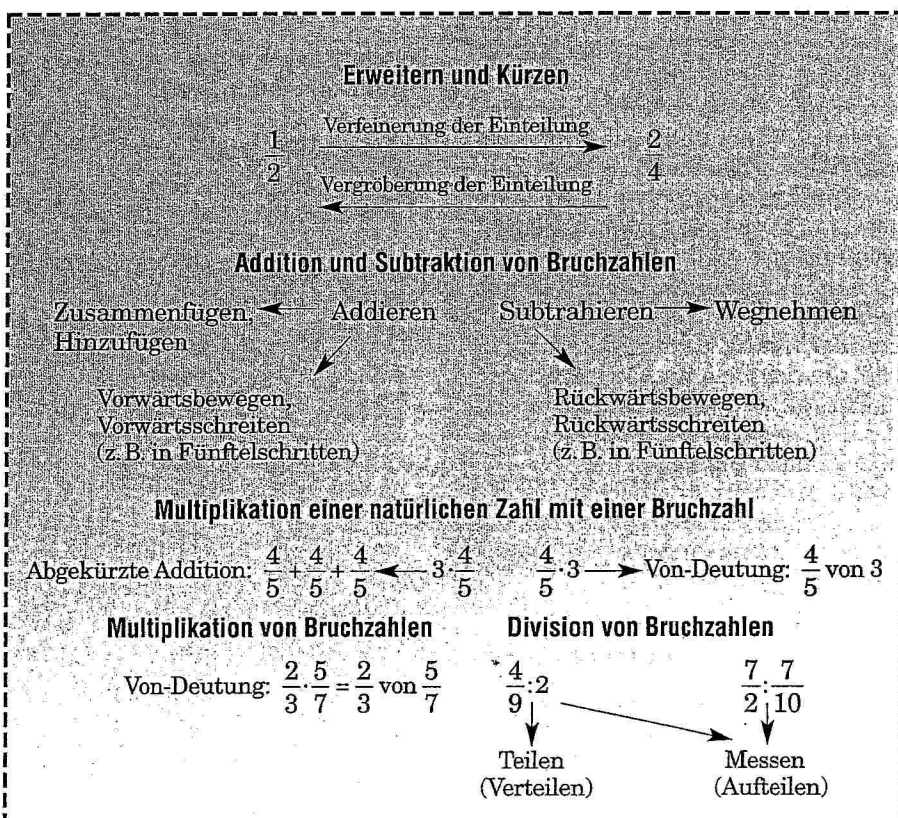 Erweitern und Kürzen
1/2 Verfeinerung der Einteilung 2/4
Vergröberung der Einteilung
Addition und Subtraktion von Bruchzahlen
Zusammenfügen, Addieren Subtrahieren Wegnehmen
Hinzufügen
Vorwärtsbewegen, Rückwärtsbewegen,
Vorwärtsschreiten Rückwärtsschreiten
(z. B. in Fünftelschritten) (z. B. in Fünftelschritten)
Multiplikation einer natürlichen Zahl mit einer Bruchzahl
Abgekürzte Addition: 4/5 + 4/5 + 4/5 3 · 4/5 4/5 · 3 Von-Deutung: 4/5 von 3
Multiplikation von Bruchzahlen Division von Bruchzahlen
Von-Deutung: 2/3 · 5/7 = 2/3 von 5/7 4/9 : 2 7/2 : 7/10
Teilen Messen
(Verteilen) (Aufteilen)